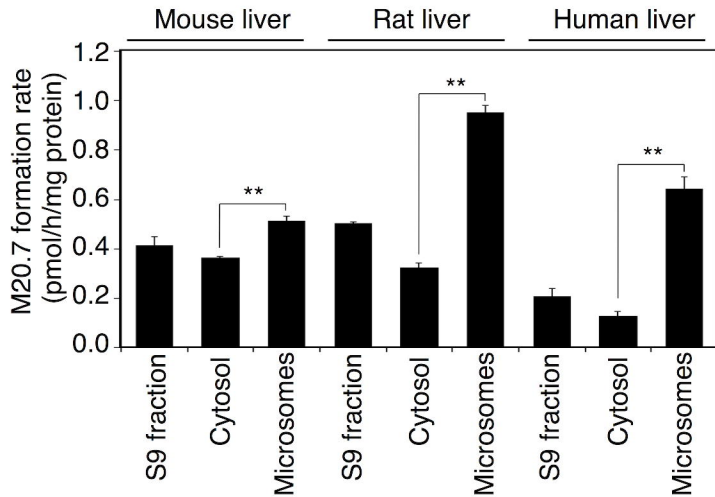 Mouse liver
Rat liver
Human liver
M20.7 formation rate
(pmol/h/mg protein)
1.2
1.0
0.8
0.6
0.4
0.2
0.0
**
**
**
S9 fraction
Cytosol
Microsomes
S9 fraction
Cytosol
Microsomes
S9 fraction
Cytosol
Microsomes